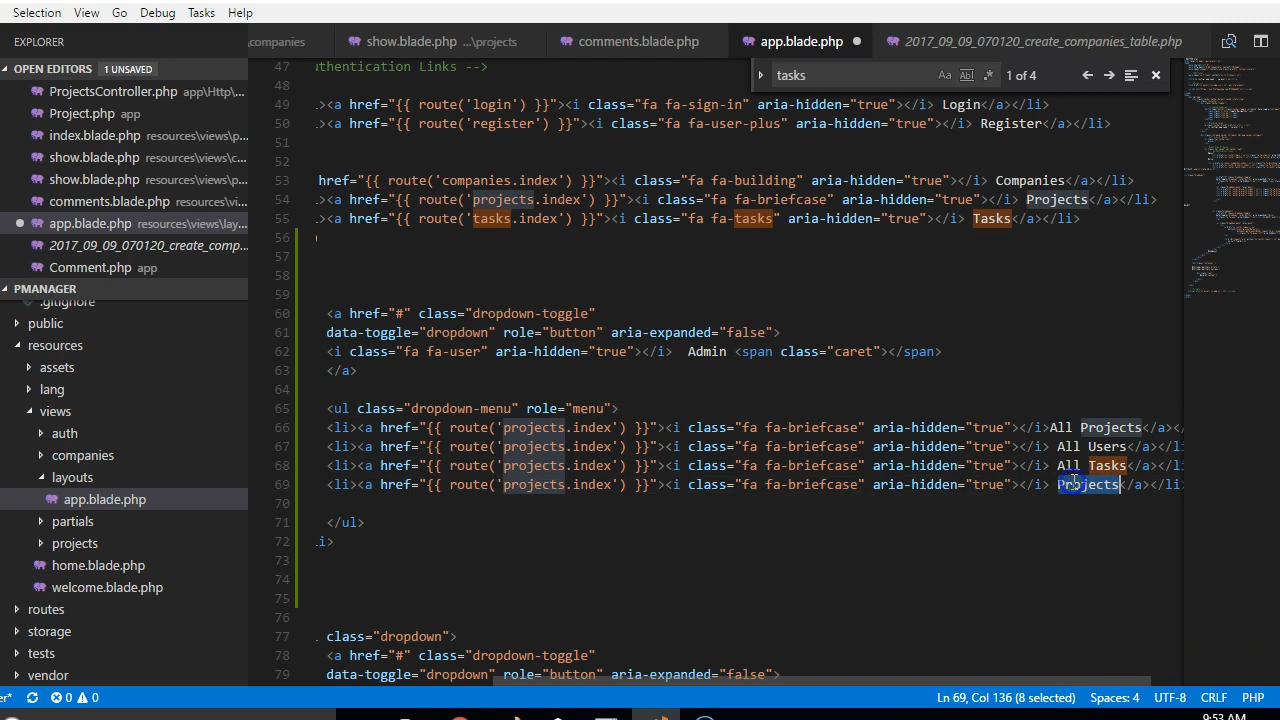 Selection View Go Debug Tasks Help
EXPLORER
companies
show.blade.php ...\projects
comments.blade.php
app.blade.php
2017_09_09_070120_create_companies_table.php
OPEN EDITORS 1 UNSAVED
ProjectsController.php app\Http\...
Project.php app
index.blade.php resources\views\p...
show.blade.php resources\views\c...
show.blade.php resources\views\p...
comments.blade.php resources\vi...
app.blade.php resources\views\lay...
2017_09_09_070120_create_comp...
Comment.php app
PMANAGER
.gitignore
public
resources
assets
lang
views
auth
companies
layouts
app.blade.php
partials
projects
home.blade.php
welcome.blade.php
routes
storage
tests
vendor
tasks Aa Abl .* 1 of 4
47 thentication Links -->
48
49 ><a href="{{ route('login') }}"><i class="fa fa-sign-in" aria-hidden="true"></i> Login</a></li>
50 ><a href="{{ route('register') }}"><i class="fa fa-user-plus" aria-hidden="true"></i> Register</a></li>
51
52
53 href="{{ route('companies.index') }}"><i class="fa fa-building" aria-hidden="true"></i> Companies</a></li>
54 ><a href="{{ route('projects.index') }}"><i class="fa fa-briefcase" aria-hidden="true"></i> Projects</a></li>
55 ><a href="{{ route('tasks.index') }}"><i class="fa fa-tasks" aria-hidden="true"></i> Tasks</a></li>
56 )
57
58
59
60 <a href="#" class="dropdown-toggle"
61 data-toggle="dropdown" role="button" aria-expanded="false">
62 <i class="fa fa-user" aria-hidden="true"></i>  Admin <span class="caret"></span>
63 </a>
64
65 <ul class="dropdown-menu" role="menu">
66 <li><a href="{{ route('projects.index') }}"><i class="fa fa-briefcase" aria-hidden="true"></i>All Projects</a></
67 <li><a href="{{ route('projects.index') }}"><i class="fa fa-briefcase" aria-hidden="true"></i> All Users</a></li
68 <li><a href="{{ route('projects.index') }}"><i class="fa fa-briefcase" aria-hidden="true"></i> All Tasks</a></li
69 <li><a href="{{ route('projects.index') }}"><i class="fa fa-briefcase" aria-hidden="true"></i> Projects</a></li>
70
71 </ul>
72 li>
73
74
75
76
77 class="dropdown">
78 <a href="#" class="dropdown-toggle"
79 data-toggle="dropdown" role="button" aria-expanded="false">
er* 0 0 Ln 69, Col 136 (8 selected) Spaces: 4 UTF-8 CRLF PHP
9:53 AM